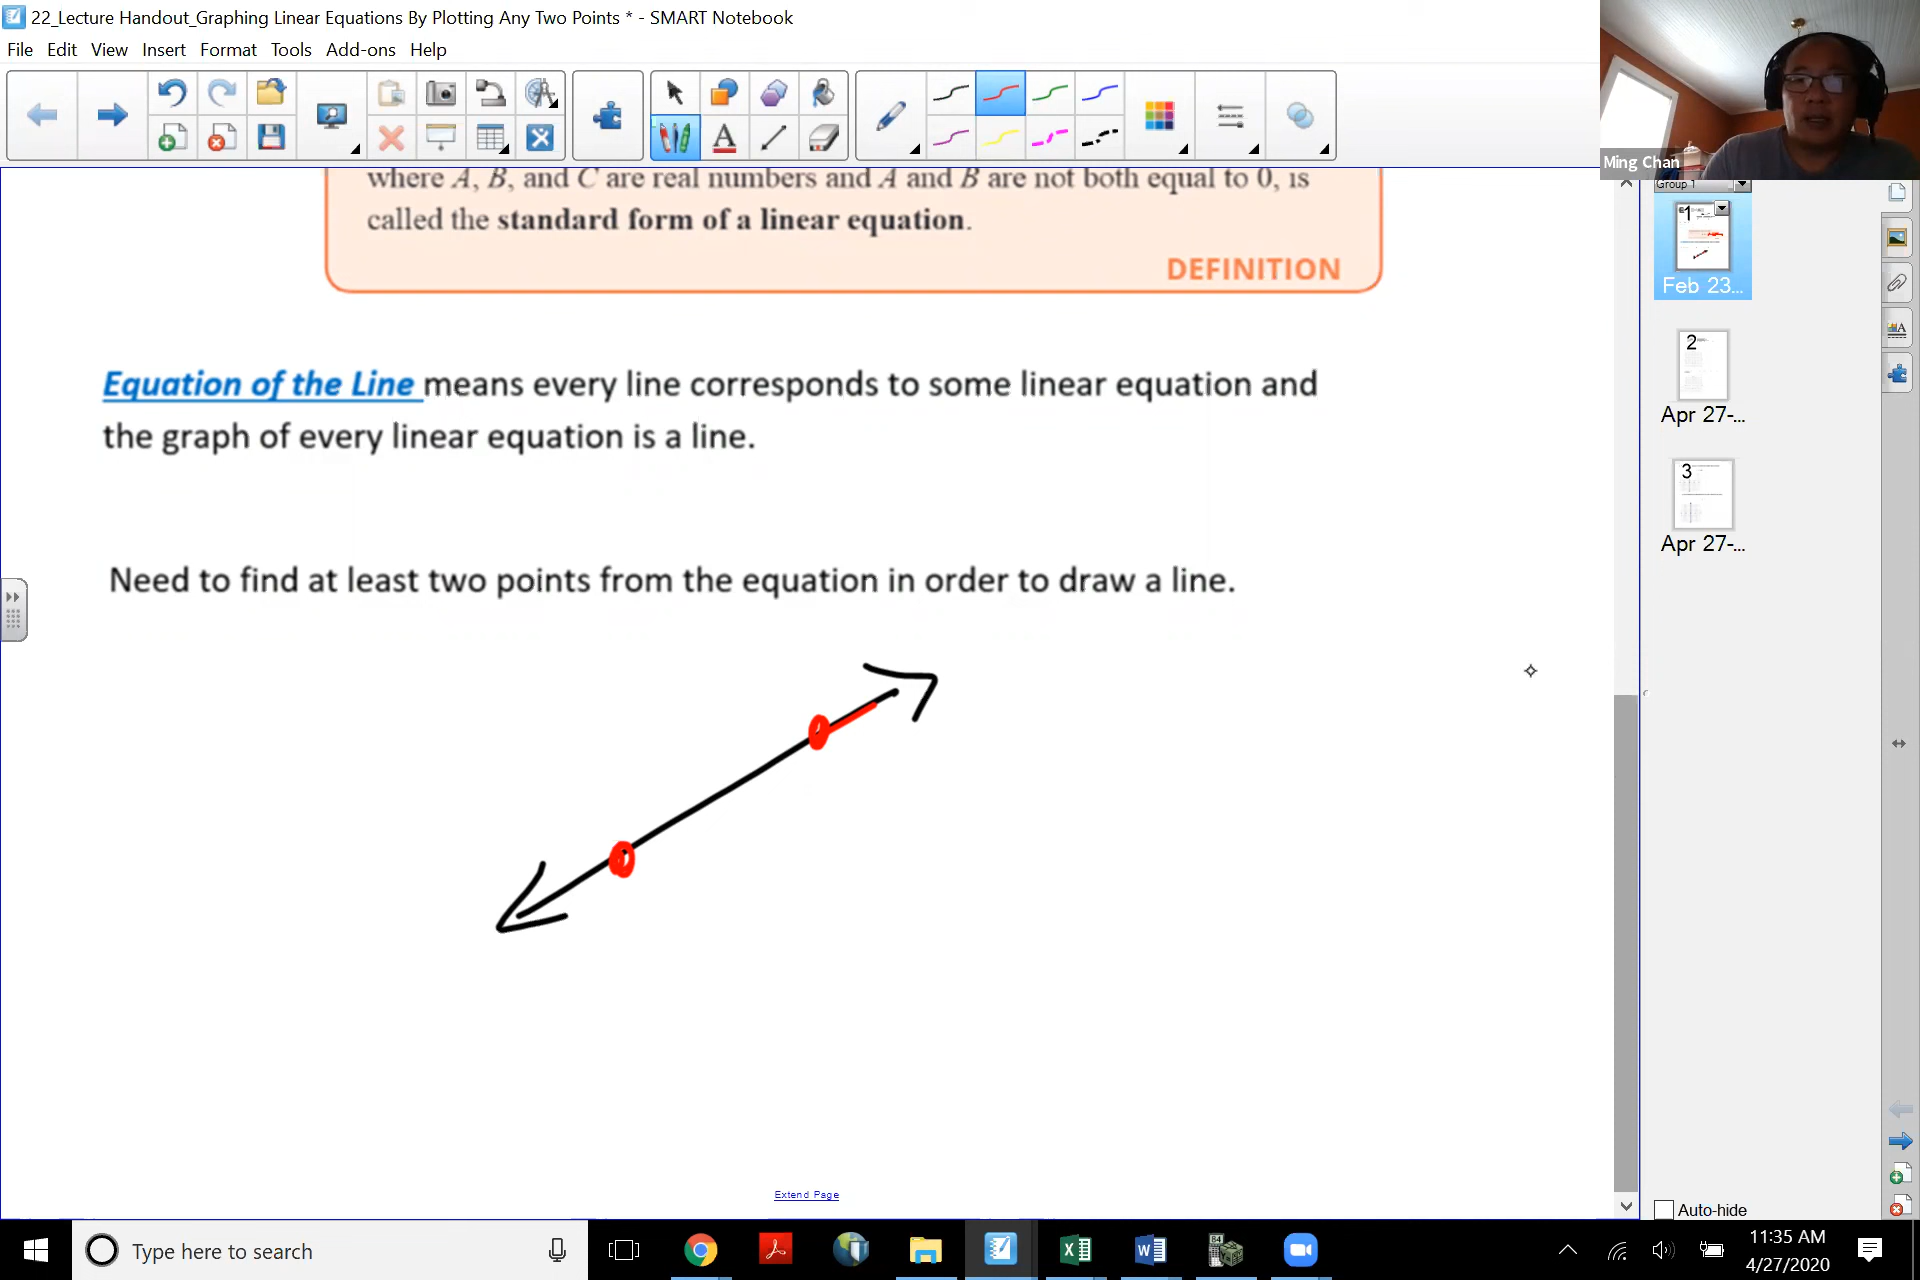 22_Lecture Handout_Graphing Linear Equations By Plotting Any Two Points * - SMART Notebook
File Edit View Insert Format Tools Add-ons Help
Ming Chan
where A, B, and C are real numbers and A and B are not both equal to 0, is
called the standard form of a linear equation.
DEFINITION
Equation of the Line means every line corresponds to some linear equation and
the graph of every linear equation is a line.
Need to find at least two points from the equation in order to draw a line.
Extend Page
Group 1
1
Feb 23...
2
Apr 27-...
3
Apr 27-...
Auto-hide
Type here to search
11:35 AM
4/27/2020